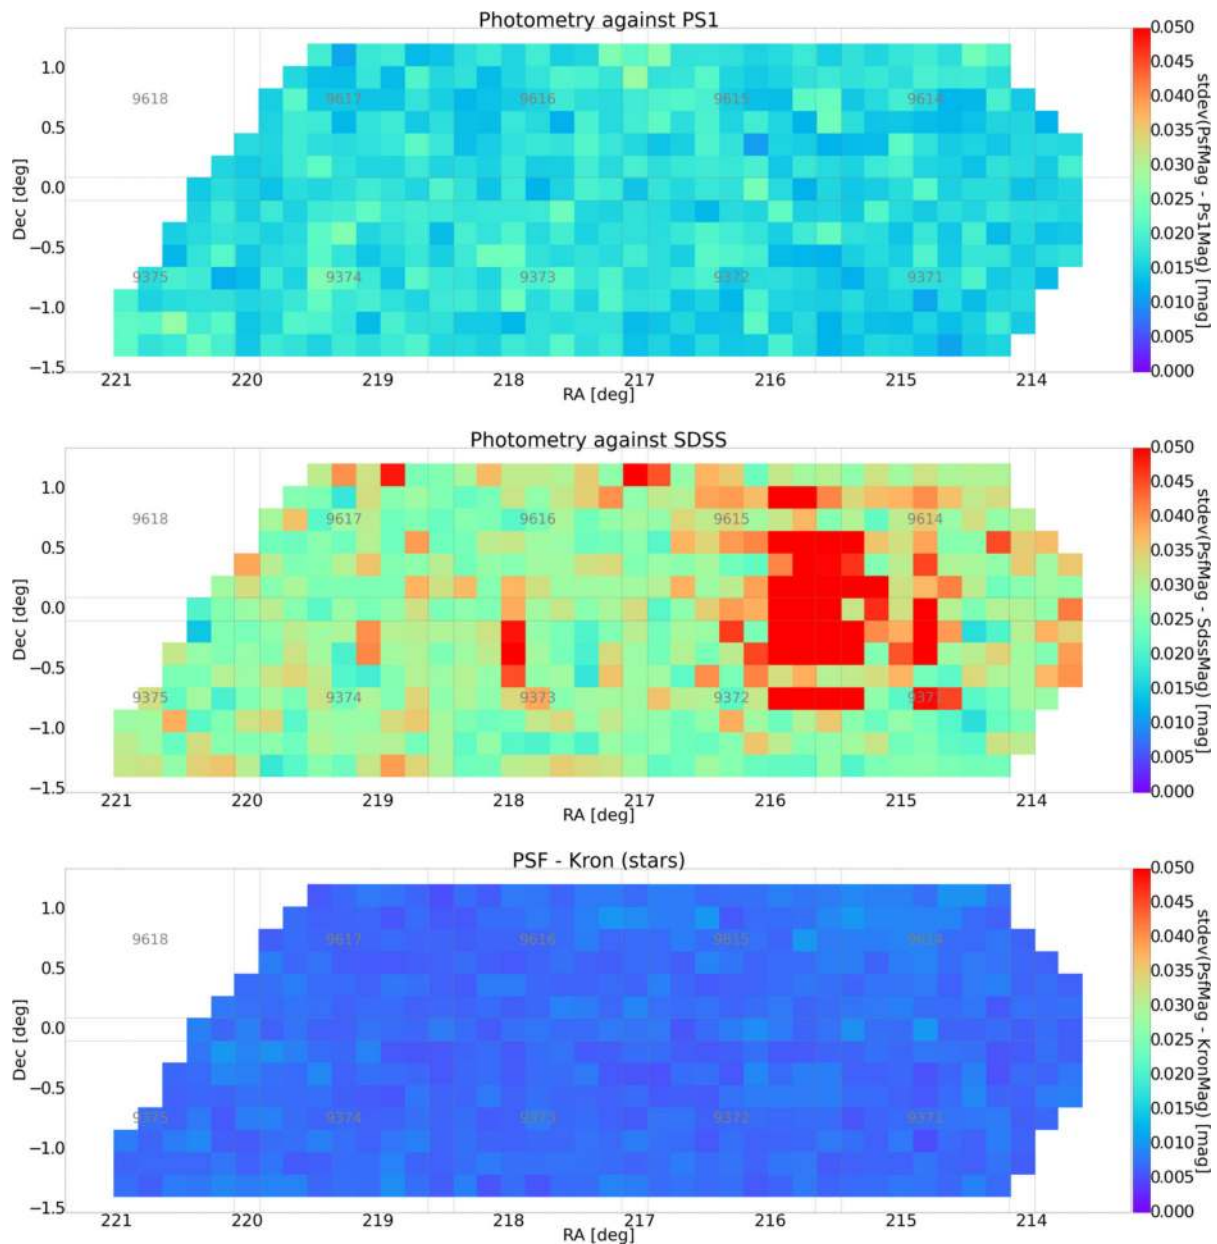 Photometry against PS1
1.0
0.5
0.0
−0.5
−1.0
−1.5
Dec [deg]
9618 9617 9616 9615 9614
9375 9374 9373 9372 9371
221 220 219 218 217 216 215 214
RA [deg]
0.050
0.045
0.040
0.035
0.030
0.025
0.020
0.015
0.010
0.005
0.000
stdev(PsfMag - Ps1Mag) [mag]
Photometry against SDSS
1.0
0.5
0.0
−0.5
−1.0
−1.5
Dec [deg]
9618 9617 9616 9615 9614
9375 9374 9373 9372 9371
221 220 219 218 217 216 215 214
RA [deg]
0.050
0.045
0.040
0.035
0.030
0.025
0.020
0.015
0.010
0.005
0.000
stdev(PsfMag - SdssMag) [mag]
PSF - Kron (stars)
1.0
0.5
0.0
−0.5
−1.0
−1.5
Dec [deg]
9618 9617 9616 9615 9614
9375 9374 9373 9372 9371
221 220 219 218 217 216 215 214
RA [deg]
0.050
0.045
0.040
0.035
0.030
0.025
0.020
0.015
0.010
0.005
0.000
stdev(PsfMag - KronMag) [mag]